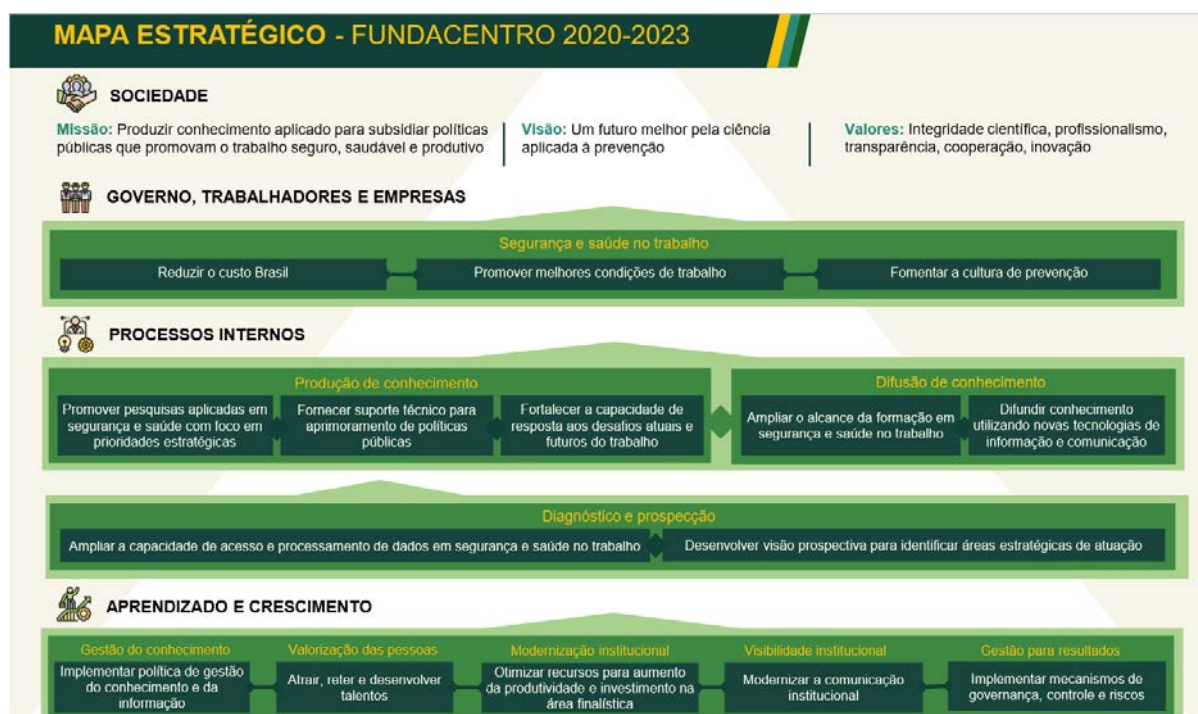 MAPA ESTRATÉGICO - FUNDACENTRO 2020-2023
SOCIEDADE
Missão: Produzir conhecimento aplicado para subsidiar políticas
públicas que promovam o trabalho seguro, saudável e produtivo
Visão: Um futuro melhor pela ciência
aplicada à prevenção
Valores: Integridade científica, profissionalismo,
transparência, cooperação, inovação
GOVERNO, TRABALHADORES E EMPRESAS
Segurança e saúde no trabalho
Reduzir o custo Brasil
Promover melhores condições de trabalho
Fomentar a cultura de prevenção
PROCESSOS INTERNOS
Produção de conhecimento
Promover pesquisas aplicadas em
segurança e saúde com foco em
prioridades estratégicas
Fornecer suporte técnico para
aprimoramento de políticas
públicas
Fortalecer a capacidade de
resposta aos desafios atuais e
futuros do trabalho
Difusão de conhecimento
Ampliar o alcance da formação em
segurança e saúde no trabalho
Difundir conhecimento
utilizando novas tecnologias de
informação e comunicação
Diagnóstico e prospecção
Ampliar a capacidade de acesso e processamento de dados em segurança e saúde no trabalho
Desenvolver visão prospectiva para identificar áreas estratégicas de atuação
APRENDIZADO E CRESCIMENTO
Gestão do conhecimento
Implementar política de gestão
do conhecimento e da
informação
Valorização das pessoas
Atrair, reter e desenvolver
talentos
Modernização institucional
Otimizar recursos para aumento
da produtividade e investimento na
área finalística
Visibilidade institucional
Modernizar a comunicação
institucional
Gestão para resultados
Implementar mecanismos de
governança, controle e riscos